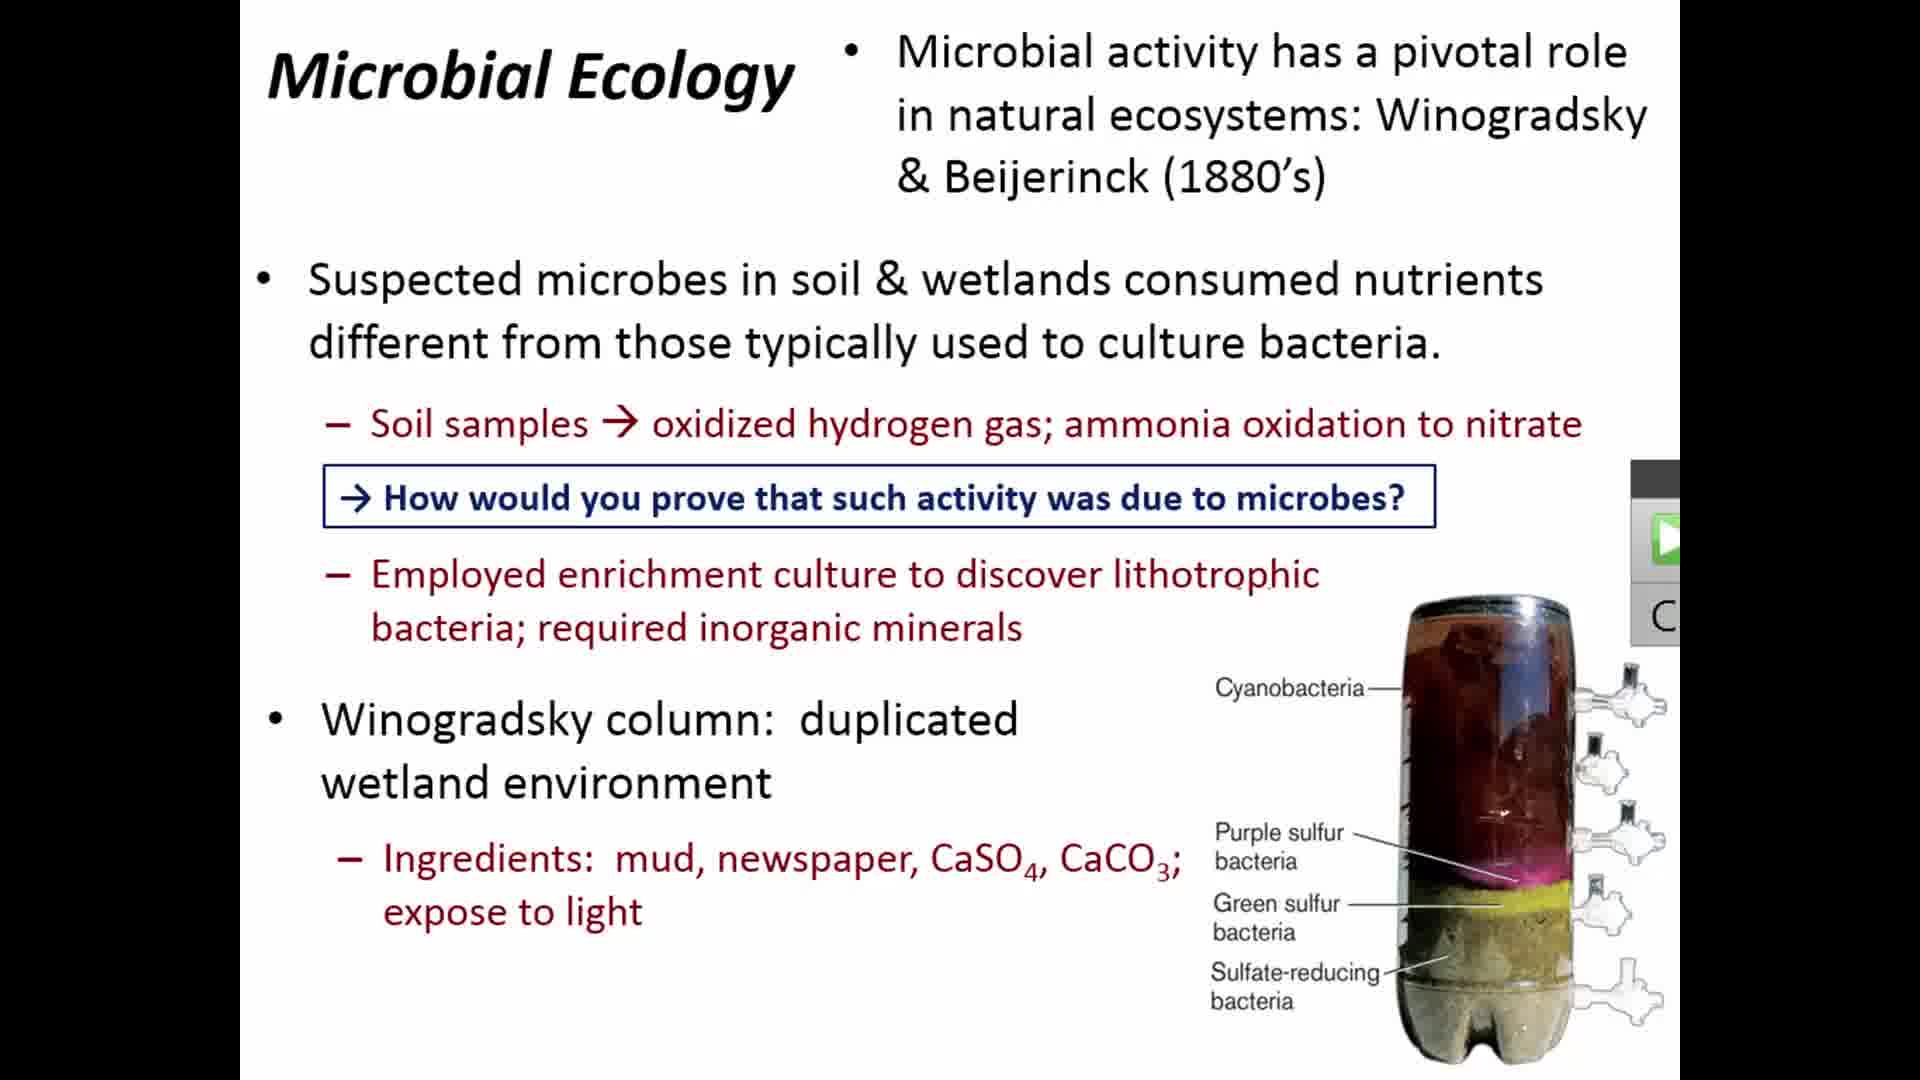 Microbial Ecology
• Microbial activity has a pivotal role
in natural ecosystems: Winogradsky
& Beijerinck (1880’s)
• Suspected microbes in soil & wetlands consumed nutrients
different from those typically used to culture bacteria.
– Soil samples → oxidized hydrogen gas; ammonia oxidation to nitrate
→ How would you prove that such activity was due to microbes?
– Employed enrichment culture to discover lithotrophic
bacteria; required inorganic minerals
• Winogradsky column: duplicated
wetland environment
– Ingredients: mud, newspaper, CaSO₄, CaCO₃;
expose to light
Cyanobacteria
Purple sulfur
bacteria
Green sulfur
bacteria
Sulfate-reducing
bacteria
C